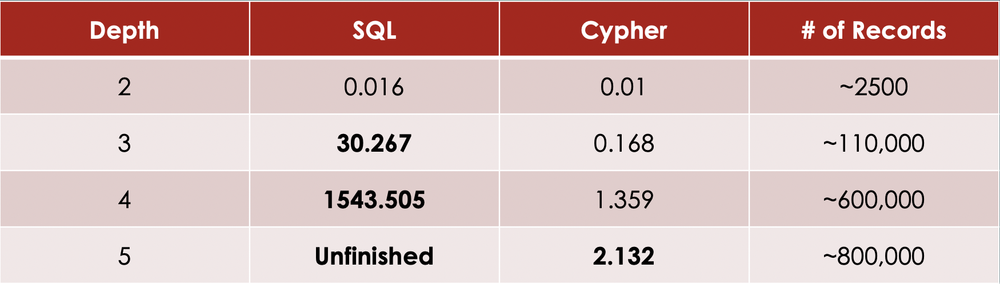 Depth SQL Cypher # of Records
2 0.016 0.01 ~2500
3 30.267 0.168 ~110,000
4 1543.505 1.359 ~600,000
5 Unfinished 2.132 ~800,000